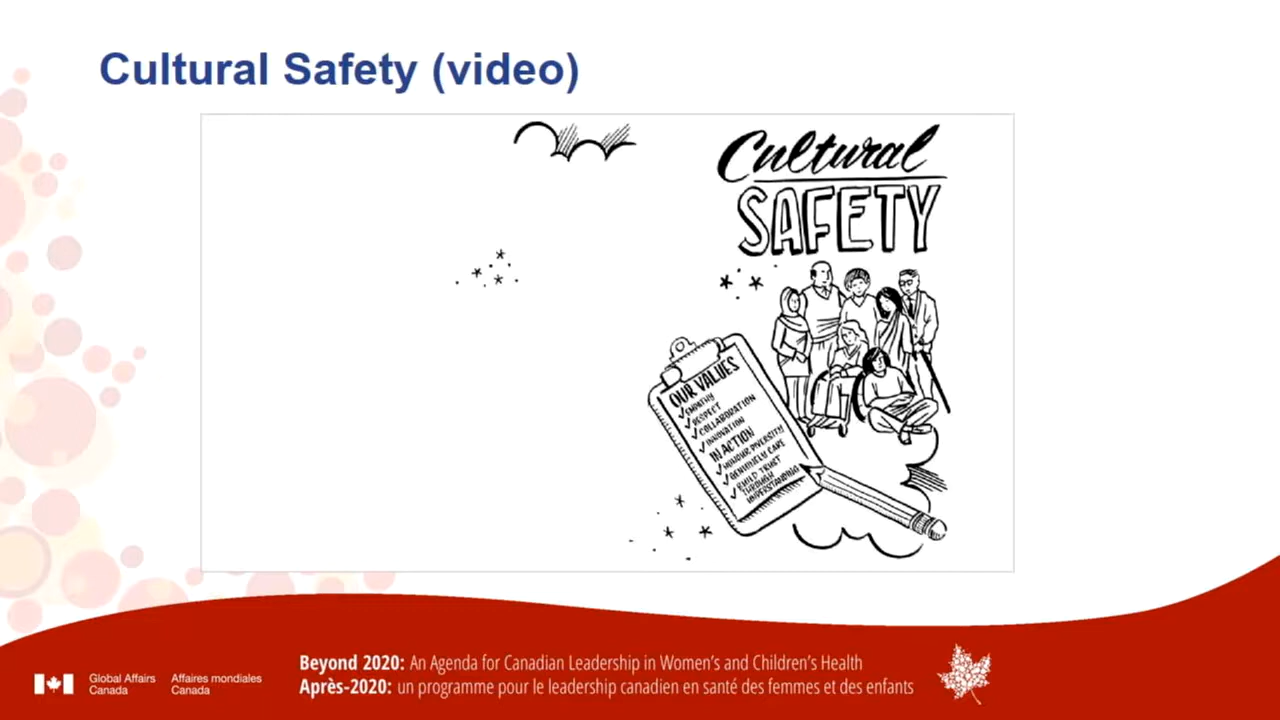 Cultural Safety (video)
Cultural
SAFETY
OUR VALUES
EMPATHY
RESPECT
COLLABORATION
INNOVATION
IN ACTION
HONOUR DIVERSITY
GENUINELY CARE
BUILD TRUST
THROUGH
UNDERSTANDING
Beyond 2020: An Agenda for Canadian Leadership in Women's and Children's Health
Après-2020: un programme pour le leadership canadien en santé des femmes et des enfants
Global Affairs
Canada
Affaires mondiales
Canada